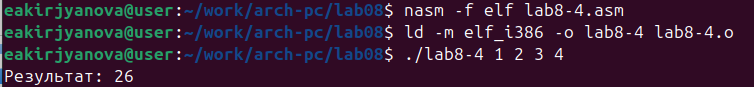 eakirjyanova@user:~/work/arch-pc/lab08$ nasm -f elf lab8-4.asm
eakirjyanova@user:~/work/arch-pc/lab08$ ld -m elf_i386 -o lab8-4 lab8-4.o
eakirjyanova@user:~/work/arch-pc/lab08$ ./lab8-4 1 2 3 4
Результат: 26